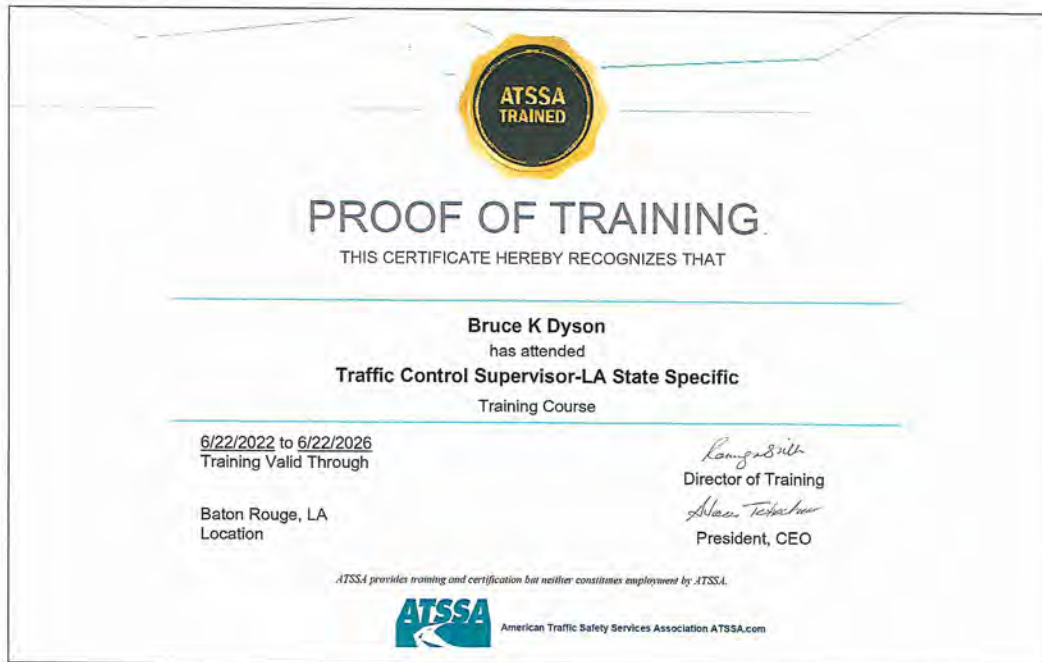 ATSSA
TRAINED
PROOF OF TRAINING
THIS CERTIFICATE HEREBY RECOGNIZES THAT
Bruce K Dyson
has attended
Traffic Control Supervisor-LA State Specific
Training Course
6/22/2022 to 6/22/2026
Training Valid Through
Director of Training
Baton Rouge, LA
Location
President, CEO
ATSSA provides training and certification but neither constitutes employment by ATSSA.
ATSSA
American Traffic Safety Services Association ATSSA.com